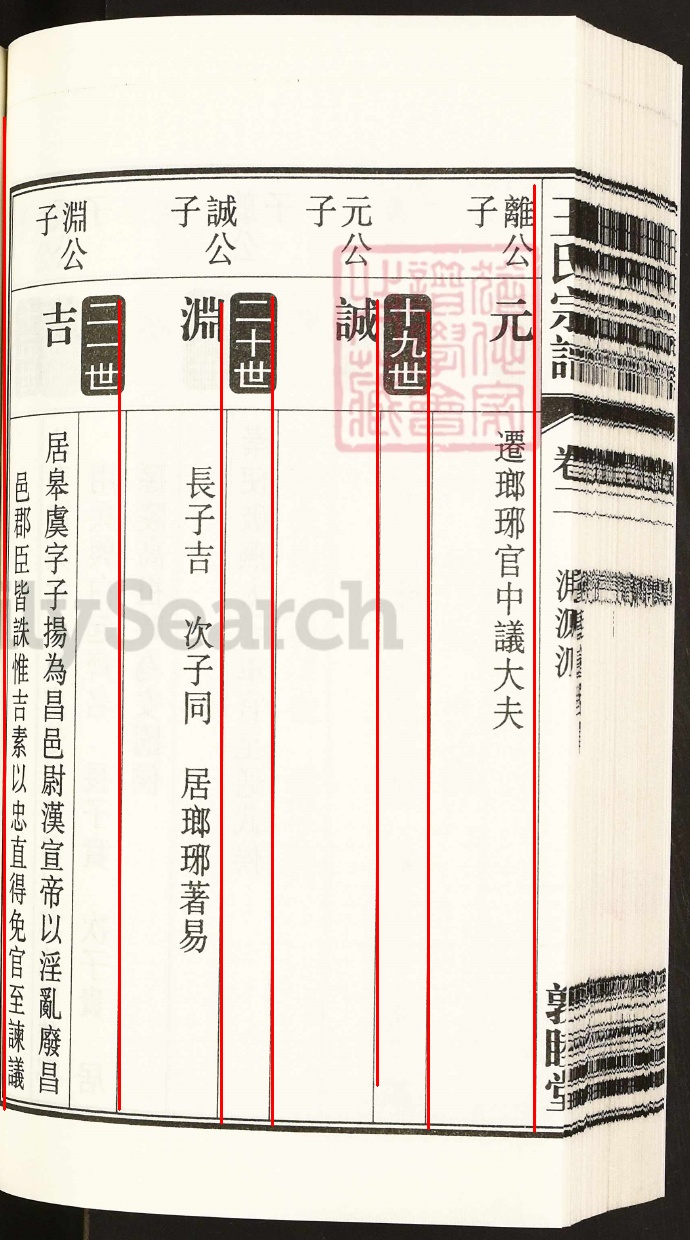 王氏宗譜
卷
敦睦堂
離公子
元
遷瑯琊官中議大夫
十九世
元公子
誠
二十世
誠公子
淵
長子吉 次子同 居瑯琊著易
二一世
淵公子
吉
居皋虞字子揚為昌邑尉漢宣帝以淫亂廢昌
邑郡臣皆誅惟吉素以忠直得免官至諫議
ilySearch